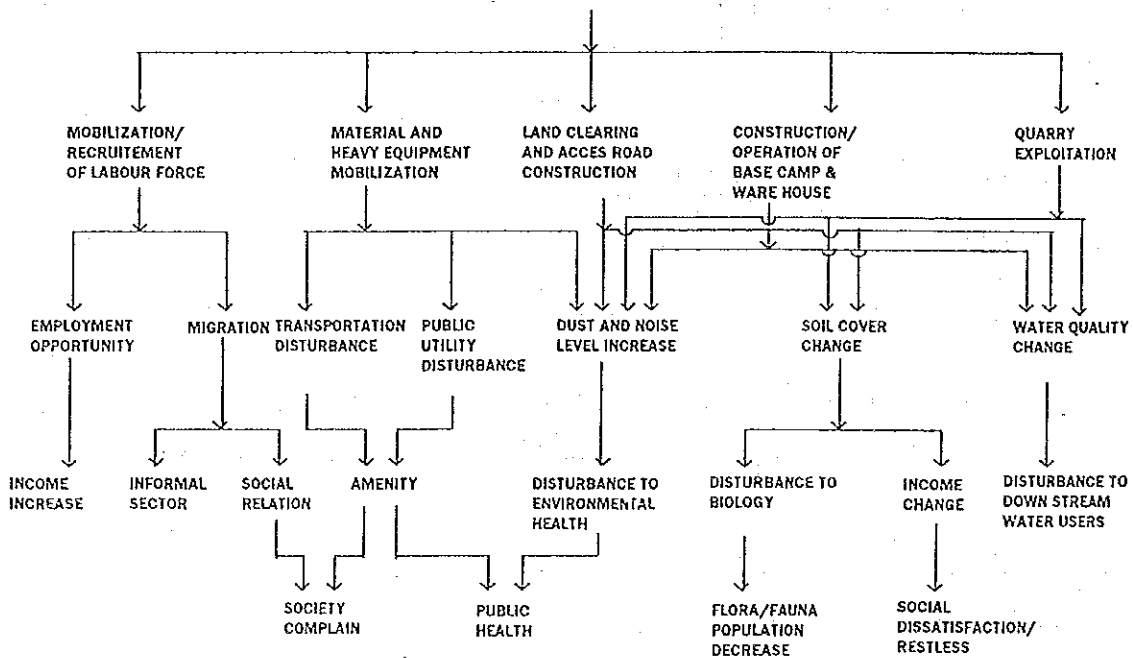 MOBILIZATION/
RECRUITEMENT
OF LABOUR FORCE
MATERIAL AND
HEAVY EQUIPMENT
MOBILIZATION
LAND CLEARING
AND ACCES ROAD
CONSTRUCTION
CONSTRUCTION/
OPERATION OF
BASE CAMP &
WARE HOUSE
QUARRY
EXPLOITATION
EMPLOYMENT
OPPORTUNITY
MIGRATION
TRANSPORTATION
DISTURBANCE
PUBLIC
UTILITY
DISTURBANCE
DUST AND NOISE
LEVEL INCREASE
SOIL COVER
CHANGE
WATER QUALITY
CHANGE
INCOME
INCREASE
INFORMAL
SECTOR
SOCIAL
RELATION
AMENITY
DISTURBANCE TO
ENVIRONMENTAL
HEALTH
DISTURBANCE TO
BIOLOGY
INCOME
CHANGE
DISTURBANCE TO
DOWN STREAM
WATER USERS
SOCIETY
COMPLAIN
PUBLIC
HEALTH
FLORA/FAUNA
POPULATION
DECREASE
SOCIAL
DISSATISFACTION/
RESTLESS